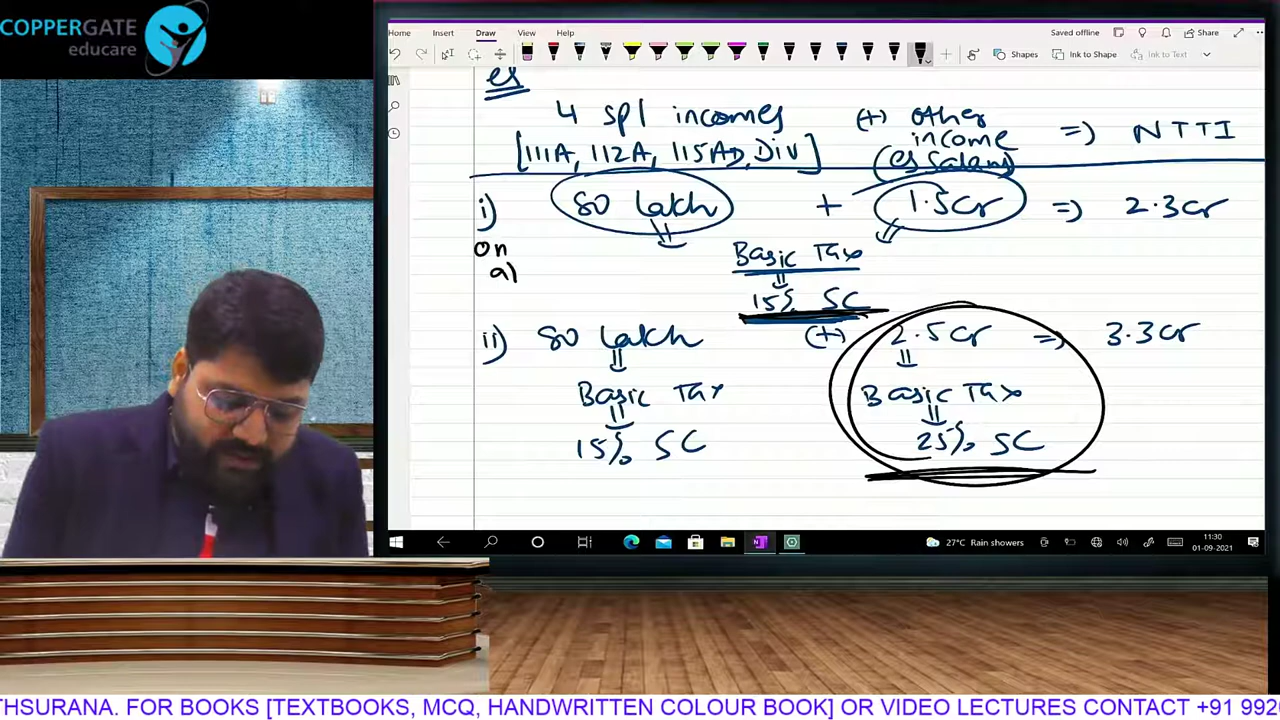 COPPERGATE
educare
Home Insert Draw View Help
Saved offline
Share
Shapes Ink to Shape Ink to Text
es
4 spl incomes (+) other income (es salary) => NTTI
[111A, 112A, 115AD, Div]
i) 80 lakh + 1.5cr => 2.3cr
on
a)
Basic Tax
15% SC
ii) 80 lakh (+) 2.5cr => 3.3cr
Basic Tax Basic Tax
15% SC 25% SC
27°C Rain showers
11:30
01-09-2021
THSURANA. FOR BOOKS [TEXTBOOKS, MCQ, HANDWRITTEN COLOUR BOOK] OR VIDEO LECTURES CONTACT +91 992